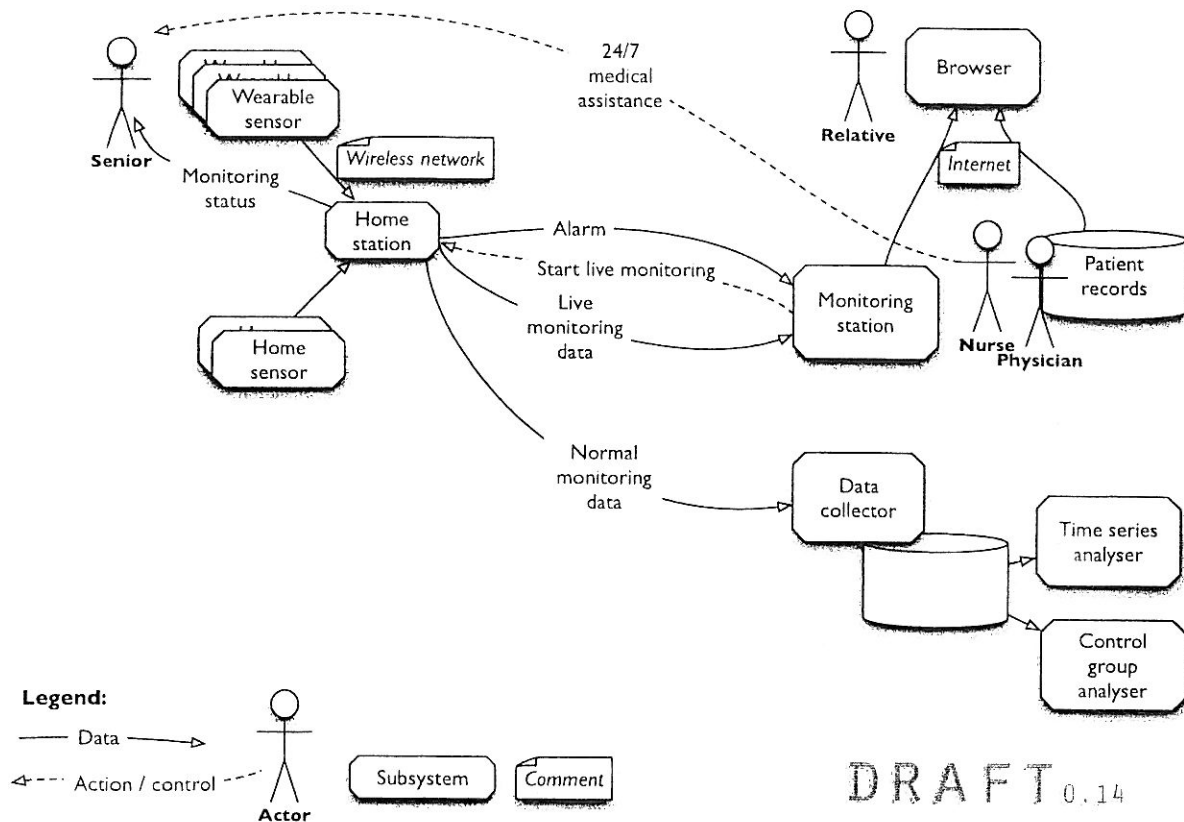 24/7
medical
assistance
Browser
Wearable
sensor
Relative
Senior
Wireless network
Internet
Monitoring
status
Home
station
Alarm
Start live monitoring
Live
monitoring
data
Monitoring
station
Patient
records
Nurse
Physician
Home
sensor
Normal
monitoring
data
Data
collector
Time series
analyser
Control
group
analyser
Legend:
Data
Action / control
Actor
Subsystem
Comment
DRAFT 0.14